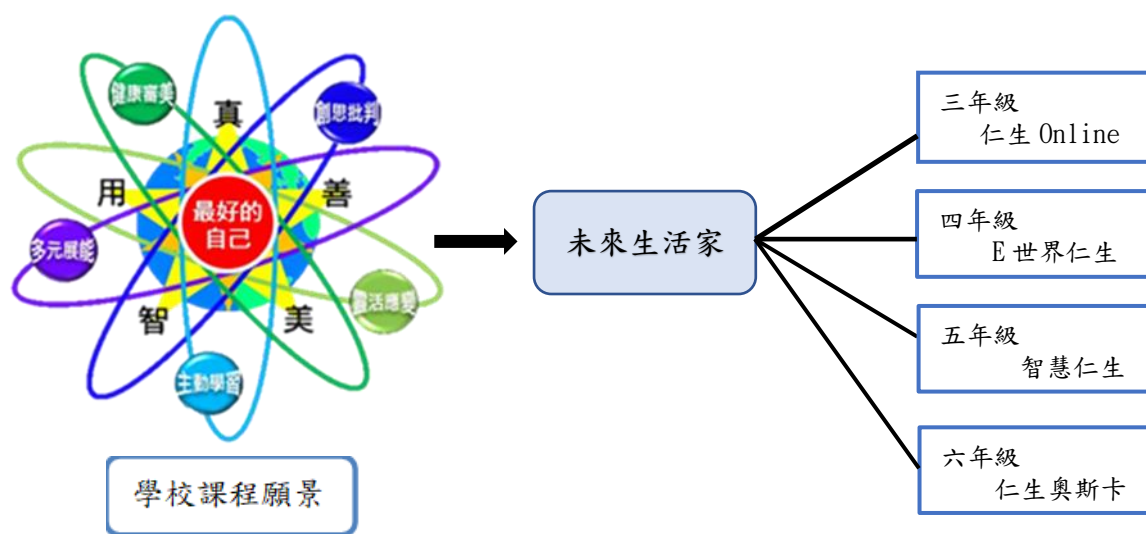 健康審美
創思批判
真
用
善
最好的
自己
多元展能
靈活應變
智
美
主動學習
學校課程願景
未來生活家
三年級
仁生 Online
四年級
E 世界仁生
五年級
智慧仁生
六年級
仁生奧斯卡